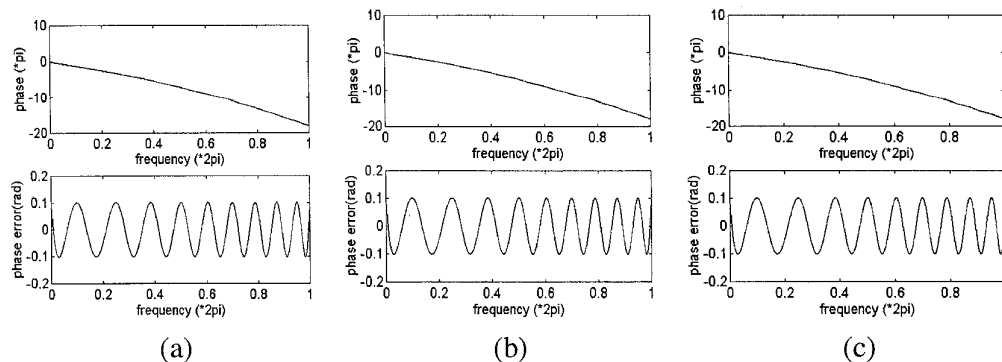 10
0
-10
-20
phase (*pi)
0 0.2 0.4 0.6 0.8 1
frequency (*2pi)
0.2
0.1
0
-0.1
-0.2
phase error(rad)
0 0.2 0.4 0.6 0.8 1
frequency (*2pi)
(a)
10
0
-10
-20
phase (*pi)
0 0.2 0.4 0.6 0.8 1
frequency (*2pi)
0.2
0.1
0
-0.1
-0.2
phase error(rad)
0 0.2 0.4 0.6 0.8 1
frequency (*2pi)
(b)
10
0
-10
-20
phase (*pi)
0 0.2 0.4 0.6 0.8
frequency (*2pi)
0.2
0.1
0
-0.1
-0.2
phase error(rad)
0 0.2 0.4 0.6 0.8
frequency (*2pi)
(c)